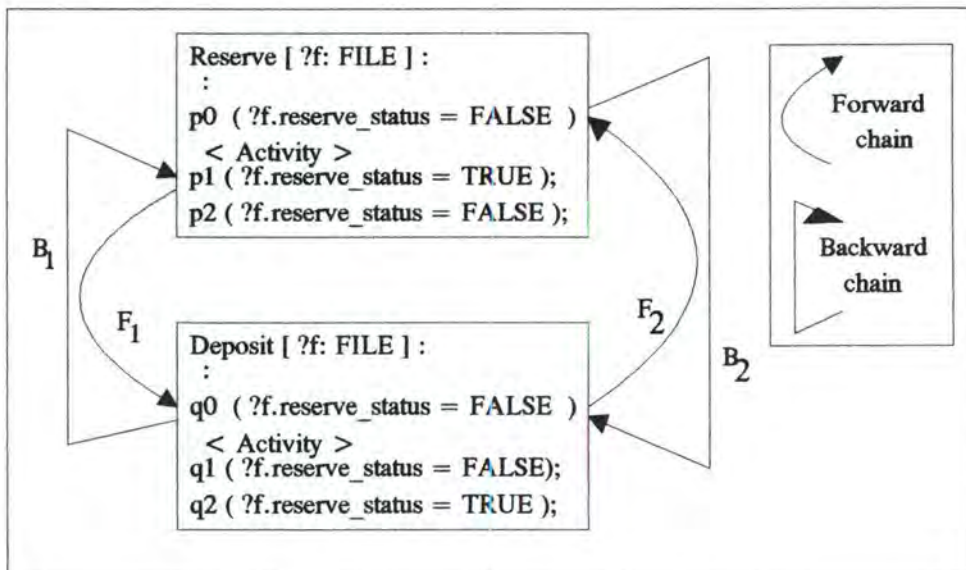 Reserve [ ?f: FILE ] :
:
p0 ( ?f.reserve_status = FALSE )
< Activity >
p1 ( ?f.reserve_status = TRUE );
p2 ( ?f.reserve_status = FALSE );
B1
F1
F2
B2
Deposit [ ?f: FILE ] :
:
q0 ( ?f.reserve_status = FALSE )
< Activity >
q1 ( ?f.reserve_status = FALSE);
q2 ( ?f.reserve_status = TRUE );
Forward
chain
Backward
chain